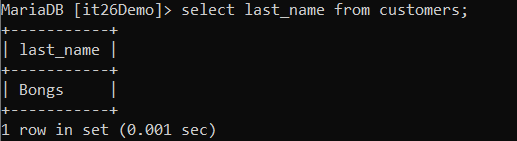 MariaDB [it26Demo]> select last_name from customers;
+-----------+
| last_name |
+-----------+
| Bongs     |
+-----------+
1 row in set (0.001 sec)